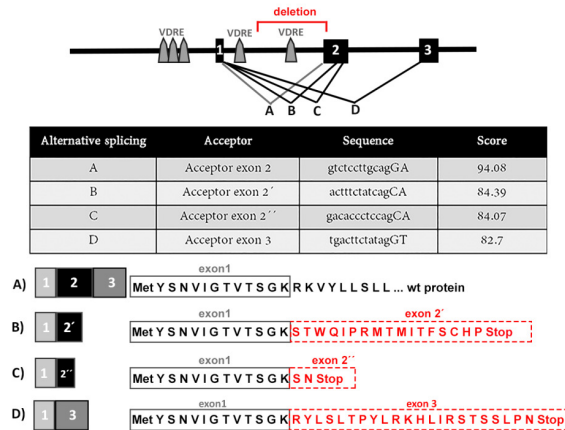 deletion
VDRE VDRE VDRE
1 2 3
A B C D
Alternative splicing Acceptor Sequence Score
A Acceptor exon 2 gtctccttgcagGA 94.08
B Acceptor exon 2´ actttctatcagCA 84.39
C Acceptor exon 2´´ gacaccctccagCA 84.07
D Acceptor exon 3 tgacttctatagGT 82.7
exon1
A) 1 2 3 Met Y S N V I G T V T S G K R K V Y L L S L L ... wt protein
exon1 exon 2´
B) 1 2´ Met Y S N V I G T V T S G K S T W Q I P R M T M I T F S C H P Stop
exon1 exon 2´´
C) 1 2´´ Met Y S N V I G T V T S G K S N Stop
exon1 exon 3
D) 1 3 Met Y S N V I G T V T S G K R Y L S L T P Y L R K H L I R S T S S L P N Stop